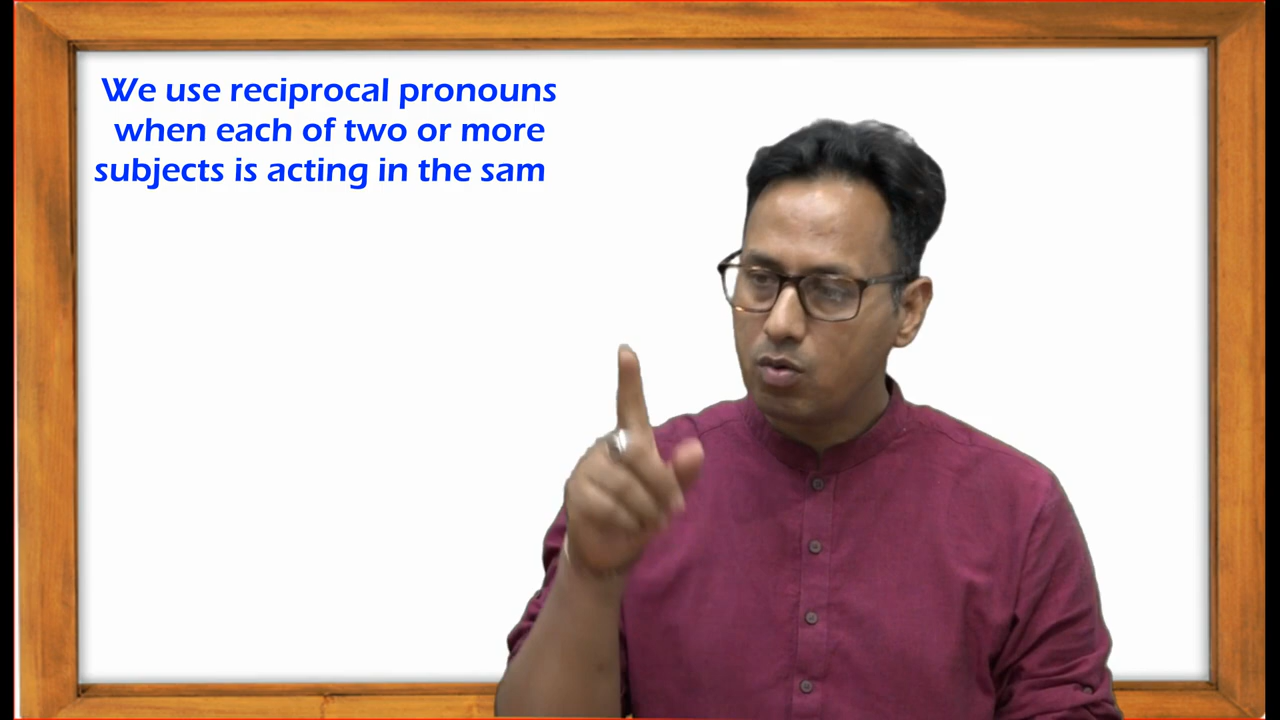 We use reciprocal pronouns
when each of two or more
subjects is acting in the sam